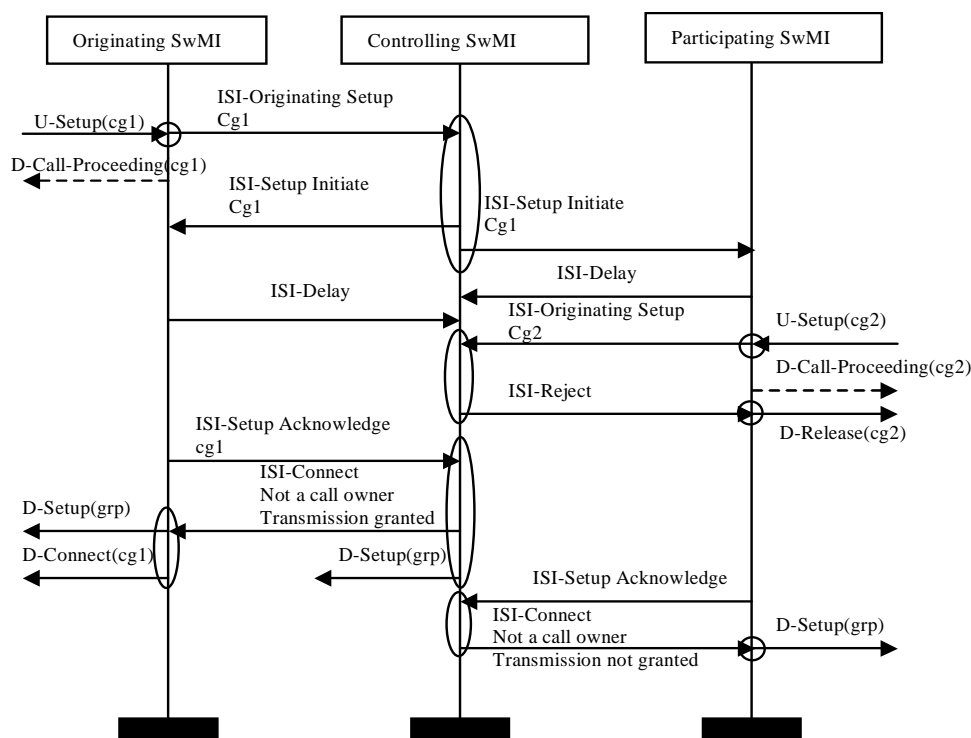 Originating SwMI
Controlling SwMI
Participating SwMI
ISI-Originating Setup
Cg1
U-Setup(cg1)
D-Call-Proceeding(cg1)
ISI-Setup Initiate
Cg1
ISI-Setup Initiate
Cg1
ISI-Delay
ISI-Delay
ISI-Originating Setup
Cg2
U-Setup(cg2)
D-Call-Proceeding(cg2)
ISI-Reject
D-Release(cg2)
ISI-Setup Acknowledge
cg1
ISI-Connect
Not a call owner
Transmission granted
D-Setup(grp)
D-Connect(cg1)
D-Setup(grp)
ISI-Setup Acknowledge
ISI-Connect
Not a call owner
Transmission not granted
D-Setup(grp)